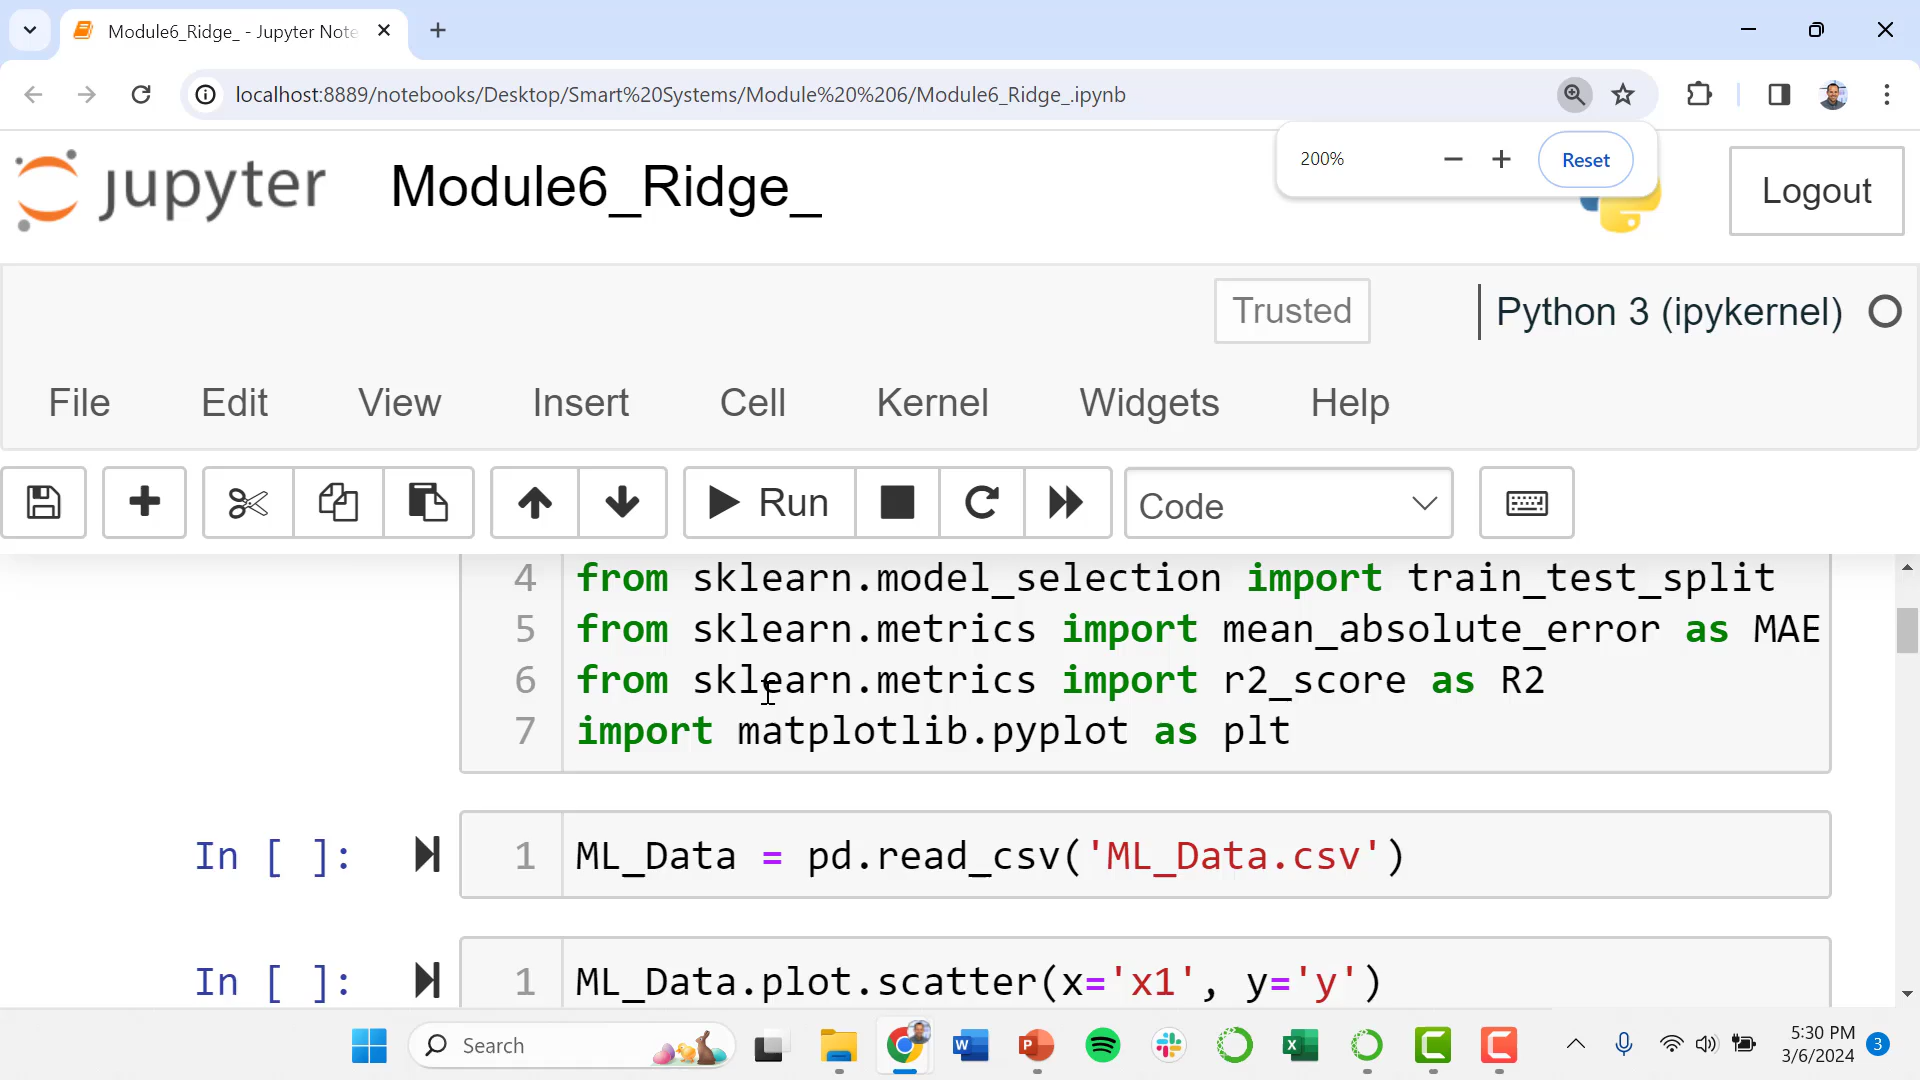 Module6_Ridge_ - Jupyter Note
localhost:8889/notebooks/Desktop/Smart%20Systems/Module%20%206/Module6_Ridge_.ipynb
200%
Reset
jupyter
Module6_Ridge_
Logout
Trusted
Python 3 (ipykernel)
File Edit View Insert Cell Kernel Widgets Help
Run
Code
4 from sklearn.model_selection import train_test_split
5 from sklearn.metrics import mean_absolute_error as MAE
6 from sklearn.metrics import r2_score as R2
7 import matplotlib.pyplot as plt
In [ ]: 1 ML_Data = pd.read_csv('ML_Data.csv')
In [ ]: 1 ML_Data.plot.scatter(x='x1', y='y')
Search
W
P
X
5:30 PM
3/6/2024
3